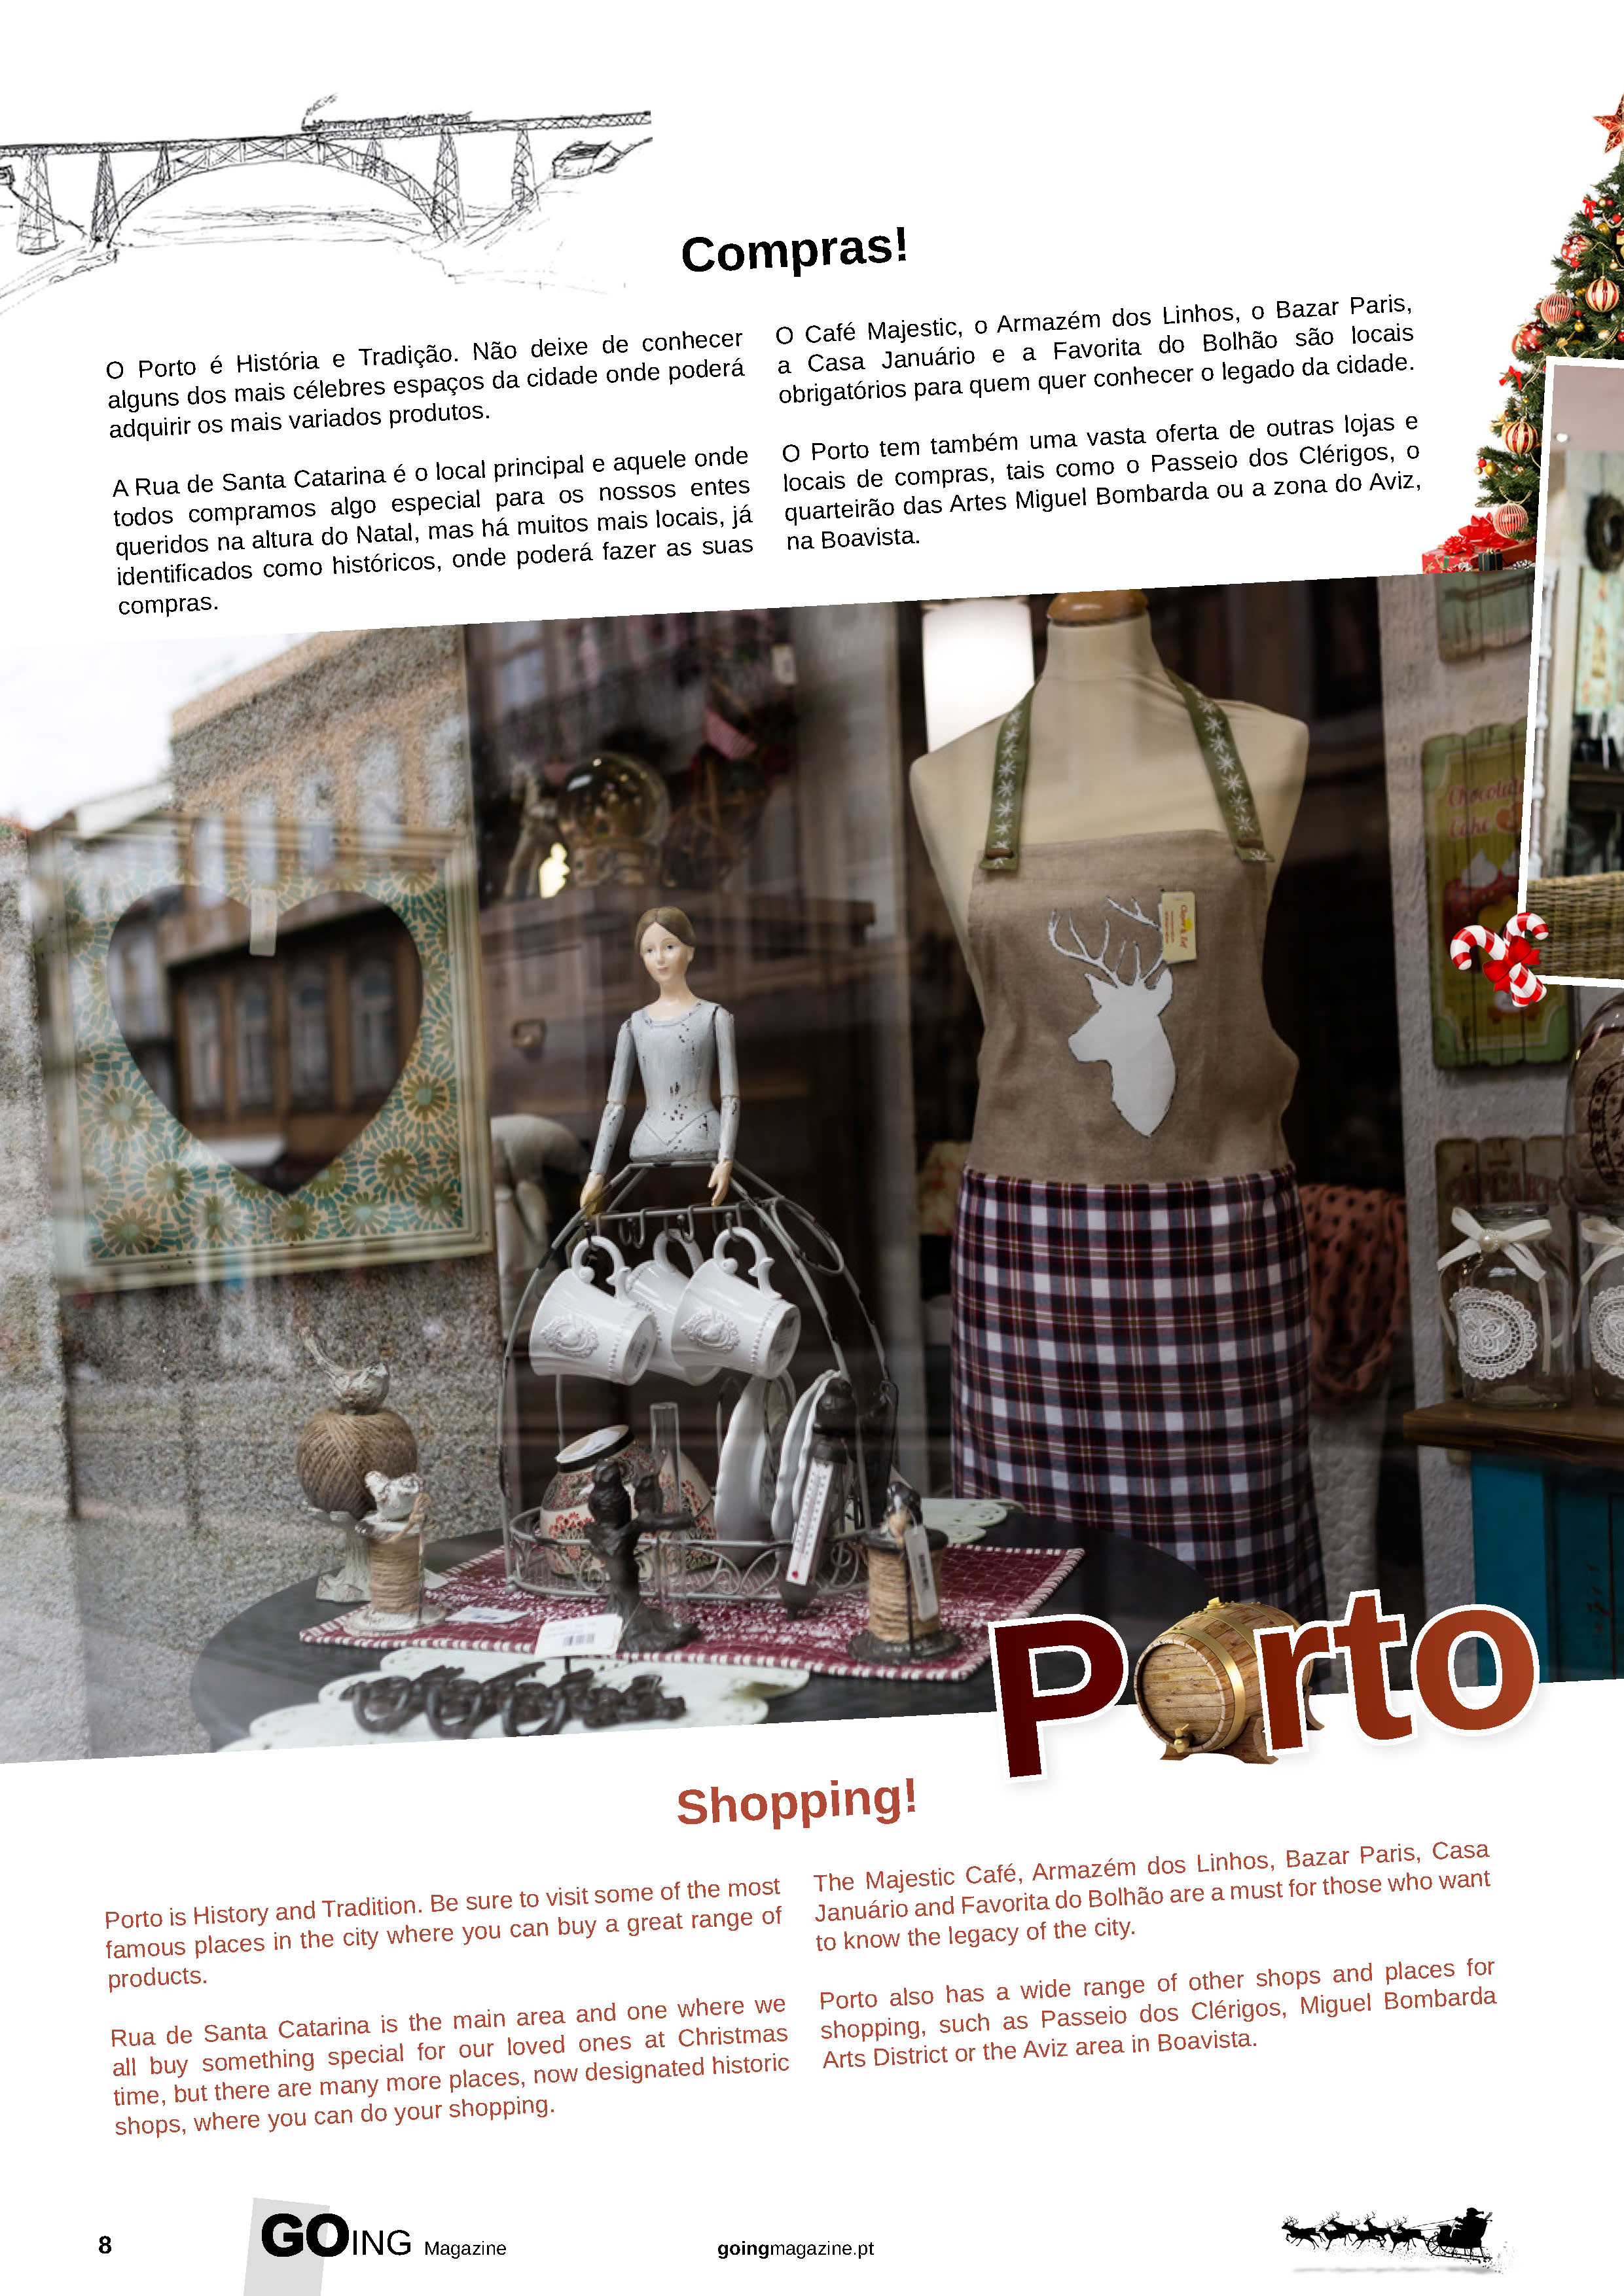 Compras!
O Porto é História e Tradição. Não deixe de conhecer
alguns dos mais célebres espaços da cidade onde poderá
adquirir os mais variados produtos.
A Rua de Santa Catarina é o local principal e aquele onde
todos compramos algo especial para os nossos entes
queridos na altura do Natal, mas há muitos mais locais, já
identificados como históricos, onde poderá fazer as suas
compras.
O Café Majestic, o Armazém dos Linhos, o Bazar Paris,
a Casa Januário e a Favorita do Bolhão são locais
obrigatórios para quem quer conhecer o legado da cidade.
O Porto tem também uma vasta oferta de outras lojas e
locais de compras, tais como o Passeio dos Clérigos, o
quarteirão das Artes Miguel Bombarda ou a zona do Aviz,
na Boavista.
Cake
Porto
Shopping!
Porto is History and Tradition. Be sure to visit some of the most
famous places in the city where you can buy a great range of
products.
Rua de Santa Catarina is the main area and one where we
all buy something special for our loved ones at Christmas
time, but there are many more places, now designated historic
shops, where you can do your shopping.
The Majestic Café, Armazém dos Linhos, Bazar Paris, Casa
Januário and Favorita do Bolhão are a must for those who want
to know the legacy of the city.
Porto also has a wide range of other shops and places for
shopping, such as Passeio dos Clérigos, Miguel Bombarda
Arts District or the Aviz area in Boavista.
8
GOING Magazine
goingmagazine.pt